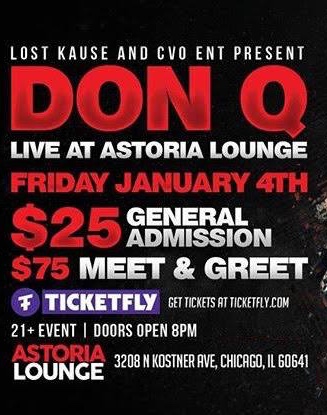 LOST KAUSE AND CVO ENT PRESENT
DON Q
LIVE AT ASTORIA LOUNGE
FRIDAY JANUARY 4TH
$25 GENERAL ADMISSION
$75 MEET & GREET
TICKETFLY GET TICKETS AT TICKETFLY.COM
21+ EVENT | DOORS OPEN 8PM
ASTORIA LOUNGE 3208 N KOSTNER AVE, CHICAGO, IL 60641